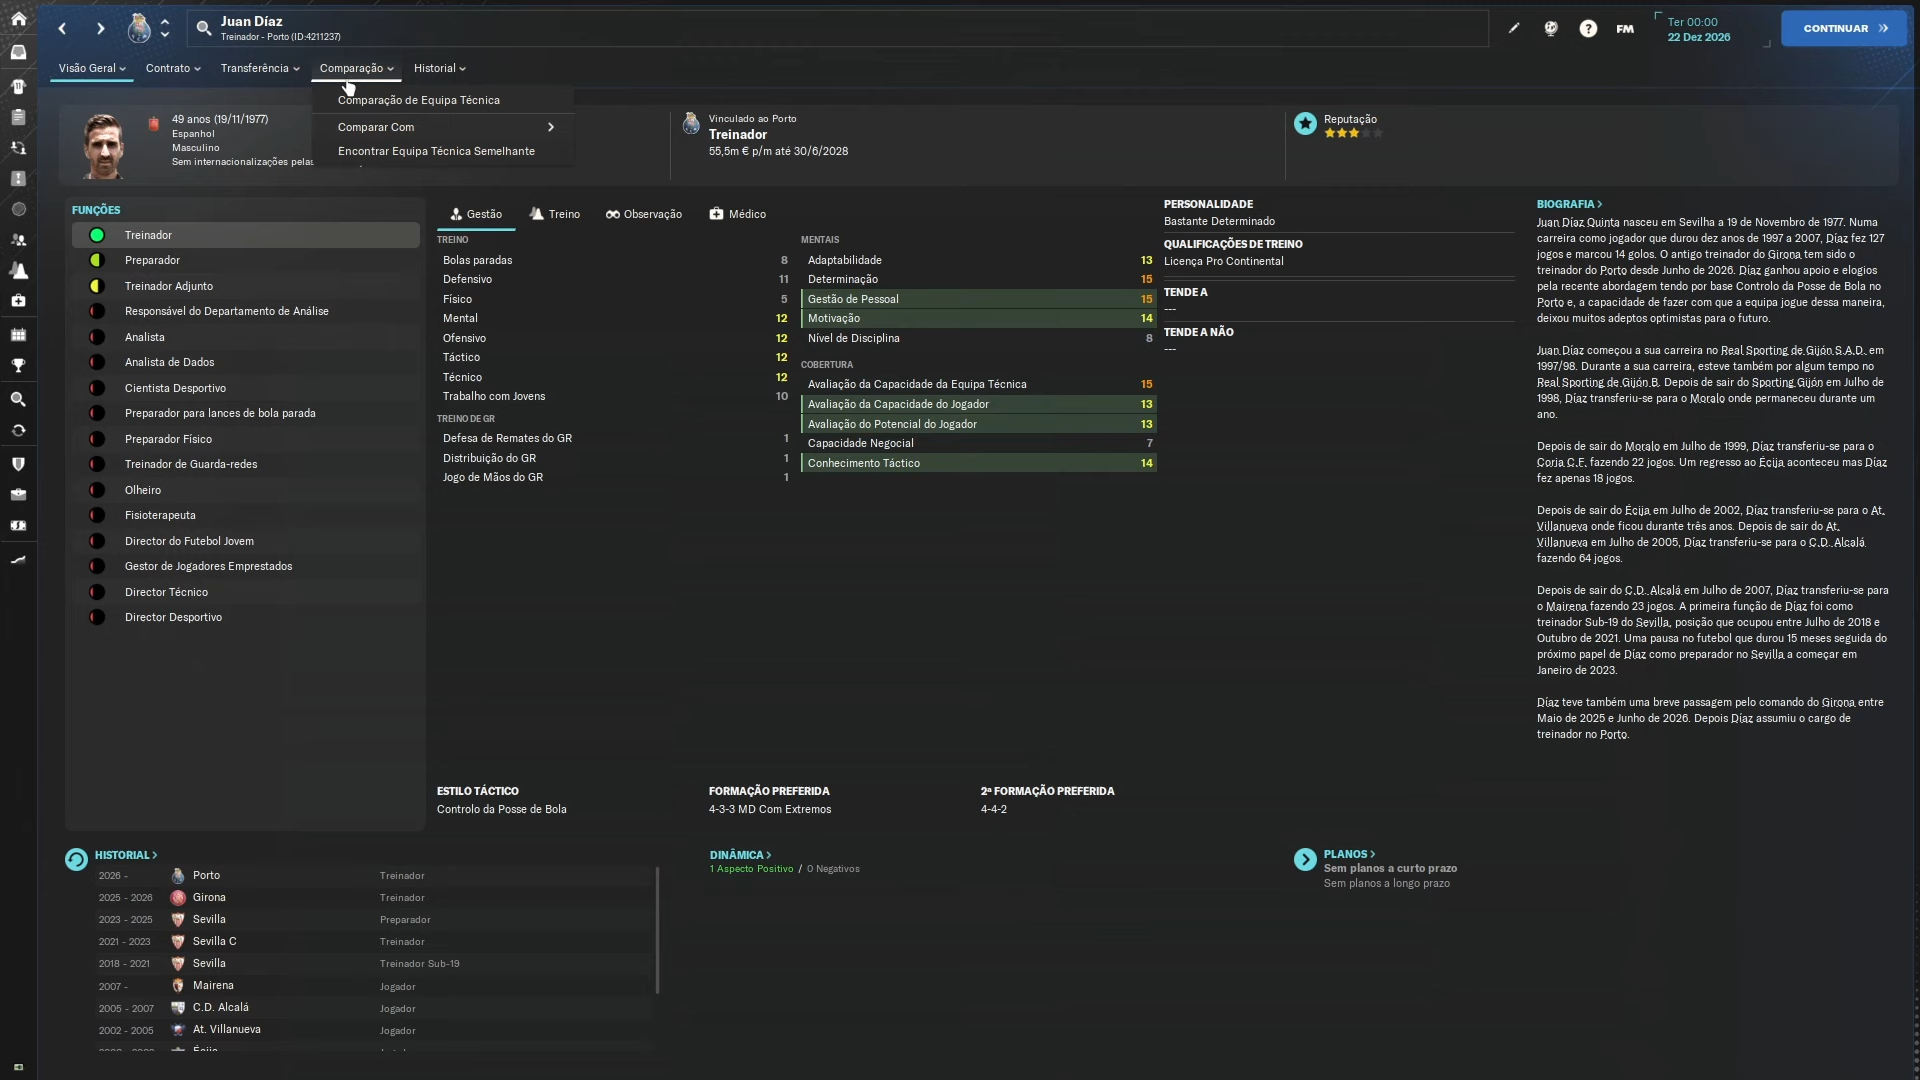 Juan Díaz
Treinador - Porto (ID:4211237)
FM
Ter 00:00
22 Dez 2026
CONTINUAR
Visão Geral
Contrato
Transferência
Comparação
Historial
Comparação de Equipa Técnica
Comparar Com
Encontrar Equipa Técnica Semelhante
49 anos (19/11/1977)
Espanhol
Masculino
Sem internacionalizações pelas
Vinculado ao Porto
Treinador
55,5m € p/m até 30/6/2028
Reputação
FUNÇÕES
Treinador
Preparador
Treinador Adjunto
Responsável do Departamento de Análise
Analista
Analista de Dados
Cientista Desportivo
Preparador para lances de bola parada
Preparador Físico
Treinador de Guarda-redes
Olheiro
Fisioterapeuta
Director do Futebol Jovem
Gestor de Jogadores Emprestados
Director Técnico
Director Desportivo
Gestão
Treino
Observação
Médico
TREINO
Bolas paradas 8
Defensivo 11
Físico 5
Mental 12
Ofensivo 12
Táctico 12
Técnico 12
Trabalho com Jovens 10
TREINO DE GR
Defesa de Remates do GR 1
Distribuição do GR 1
Jogo de Mãos do GR 1
MENTAIS
Adaptabilidade 13
Determinação 15
Gestão de Pessoal 15
Motivação 14
Nível de Disciplina 8
COBERTURA
Avaliação da Capacidade da Equipa Técnica 15
Avaliação da Capacidade do Jogador 13
Avaliação do Potencial do Jogador 13
Capacidade Negocial 7
Conhecimento Táctico 14
PERSONALIDADE
Bastante Determinado
QUALIFICAÇÕES DE TREINO
Licença Pro Continental
TENDE A
---
TENDE A NÃO
---
BIOGRAFIA >
Juan Díaz Quinta nasceu em Sevilha a 19 de Novembro de 1977. Numa
carreira como jogador que durou dez anos de 1997 a 2007, Díaz fez 127
jogos e marcou 14 golos. O antigo treinador do Girona tem sido o
treinador do Porto desde Junho de 2026. Díaz ganhou apoio e elogios
pela recente abordagem tendo por base Controlo da Posse de Bola no
Porto e, a capacidade de fazer com que a equipa jogue dessa maneira,
deixou muitos adeptos optimistas para o futuro.
Juan Díaz começou a sua carreira no Real Sporting de Gijón S.A.D. em
1997/98. Durante a sua carreira, esteve também por algum tempo no
Real Sporting de Gijón B. Depois de sair do Sporting Gijón em Julho de
1998, Díaz transferiu-se para o Moralo onde permaneceu durante um
ano.
Depois de sair do Moralo em Julho de 1999, Díaz transferiu-se para o
Coria C.F. fazendo 22 jogos. Um regresso ao Écija aconteceu mas Díaz
fez apenas 18 jogos.
Depois de sair do Écija em Julho de 2002, Díaz transferiu-se para o At.
Villanueva onde ficou durante três anos. Depois de sair do At.
Villanueva em Julho de 2005, Díaz transferiu-se para o C.D. Alcalá
fazendo 64 jogos.
Depois de sair do C.D. Alcalá em Julho de 2007, Díaz transferiu-se para
o Mairena fazendo 23 jogos. A primeira função de Díaz foi como
treinador Sub-19 do Sevilla, posição que ocupou entre Julho de 2018 e
Outubro de 2021. Uma pausa no futebol que durou 15 meses seguida do
próximo papel de Díaz como preparador no Sevilla a começar em
Janeiro de 2023.
Díaz teve também uma breve passagem pelo comando do Girona entre
Maio de 2025 e Junho de 2026. Depois Díaz assumiu o cargo de
treinador no Porto.
ESTILO TÁCTICO
Controlo da Posse de Bola
FORMAÇÃO PREFERIDA
4-3-3 MD Com Extremos
2ª FORMAÇÃO PREFERIDA
4-4-2
HISTORIAL >
2026 - Porto Treinador
2025 - 2026 Girona Treinador
2023 - 2025 Sevilla Preparador
2021 - 2023 Sevilla C Treinador
2018 - 2021 Sevilla Treinador Sub-19
2007 - Mairena Jogador
2005 - 2007 C.D. Alcalá Jogador
2002 - 2005 At. Villanueva Jogador
DINÂMICA >
1 Aspecto Positivo / 0 Negativos
PLANOS >
Sem planos a curto prazo
Sem planos a longo prazo